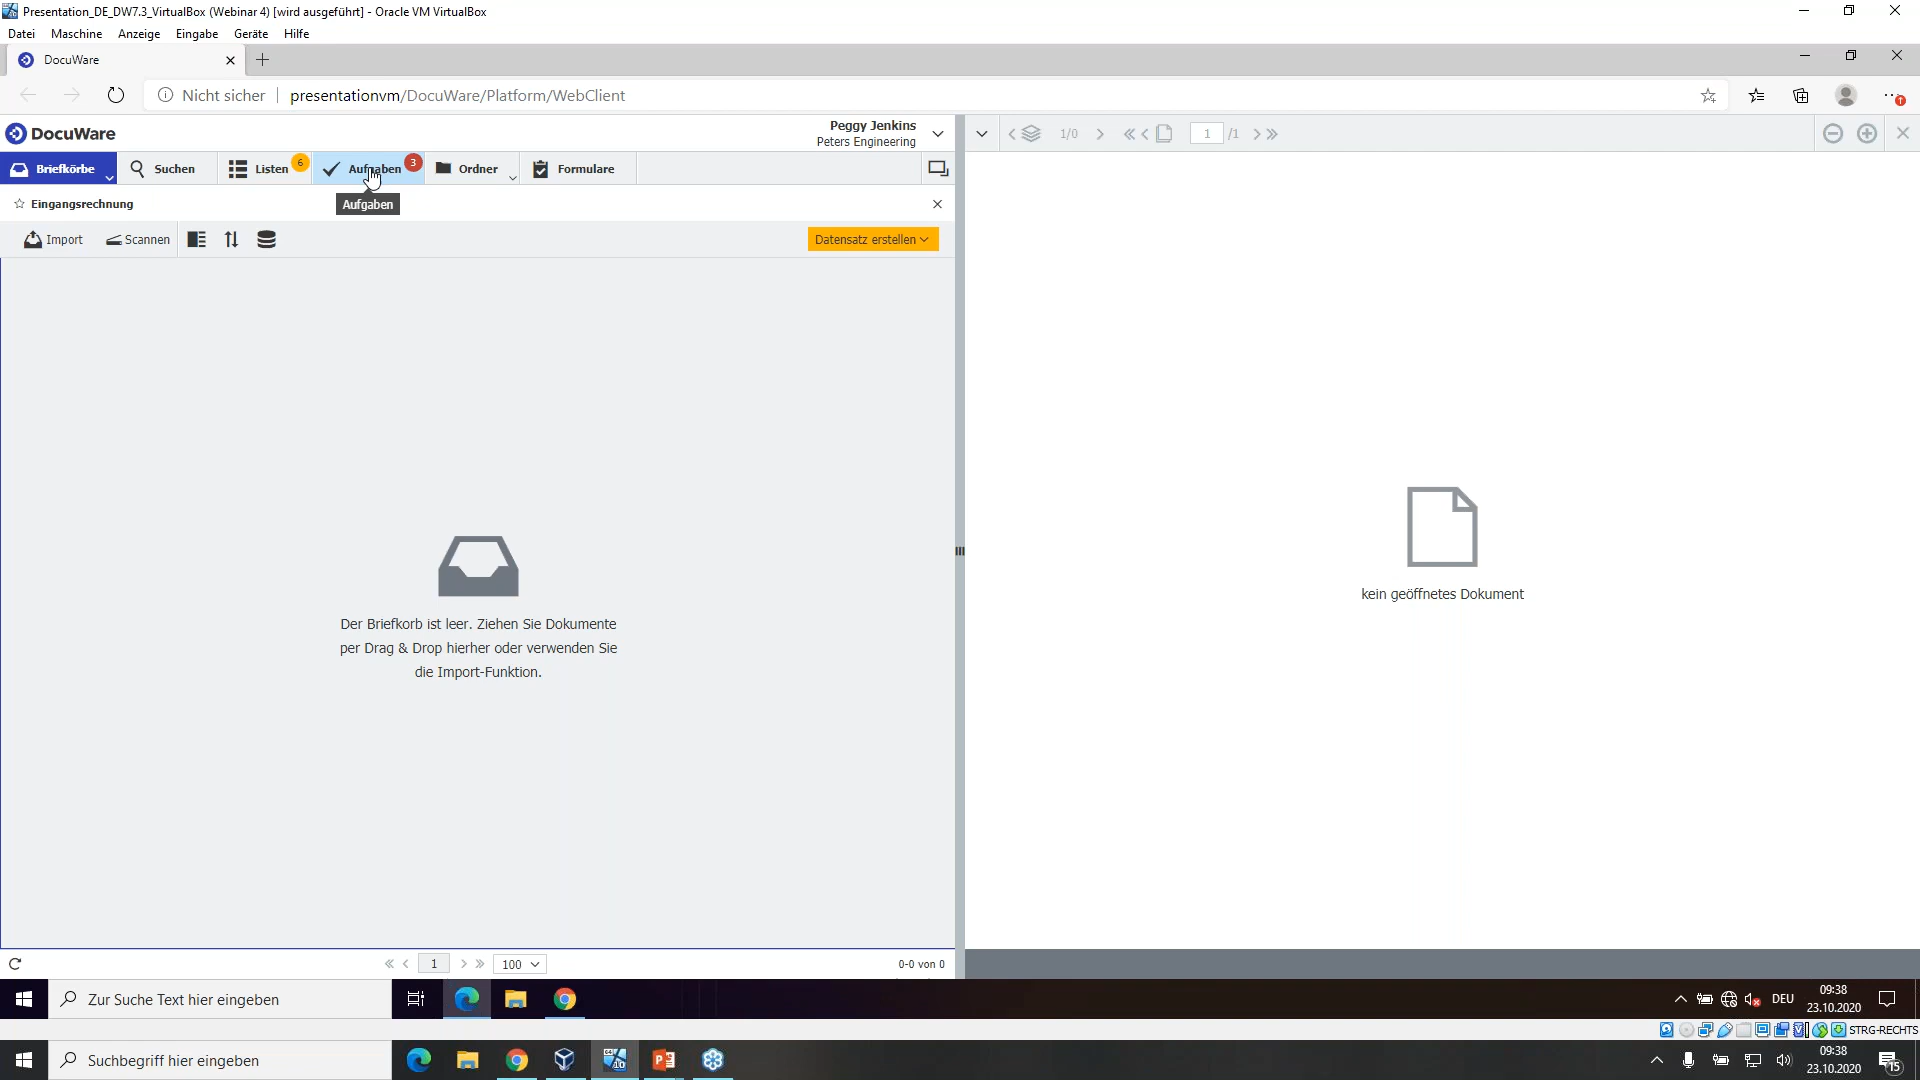 Presentation_DE_DW7.3_VirtualBox (Webinar 4) [wird ausgeführt] - Oracle VM VirtualBox
Datei Maschine Anzeige Eingabe Geräte Hilfe
DocuWare
Nicht sicher presentationvm/DocuWare/Platform/WebClient
DocuWare
Peggy Jenkins
Peters Engineering
1/0
1 /1
Briefkörbe
Suchen
Listen 6
Aufgaben 3
Ordner
Formulare
Aufgaben
Eingangsrechnung
Import
Scannen
Datensatz erstellen
Der Briefkorb ist leer. Ziehen Sie Dokumente
per Drag & Drop hierher oder verwenden Sie
die Import-Funktion.
kein geöffnetes Dokument
1
100
0-0 von 0
Zur Suche Text hier eingeben
DEU
09:38
23.10.2020
STRG-RECHTS
Suchbegriff hier eingeben
09:38
23.10.2020
15